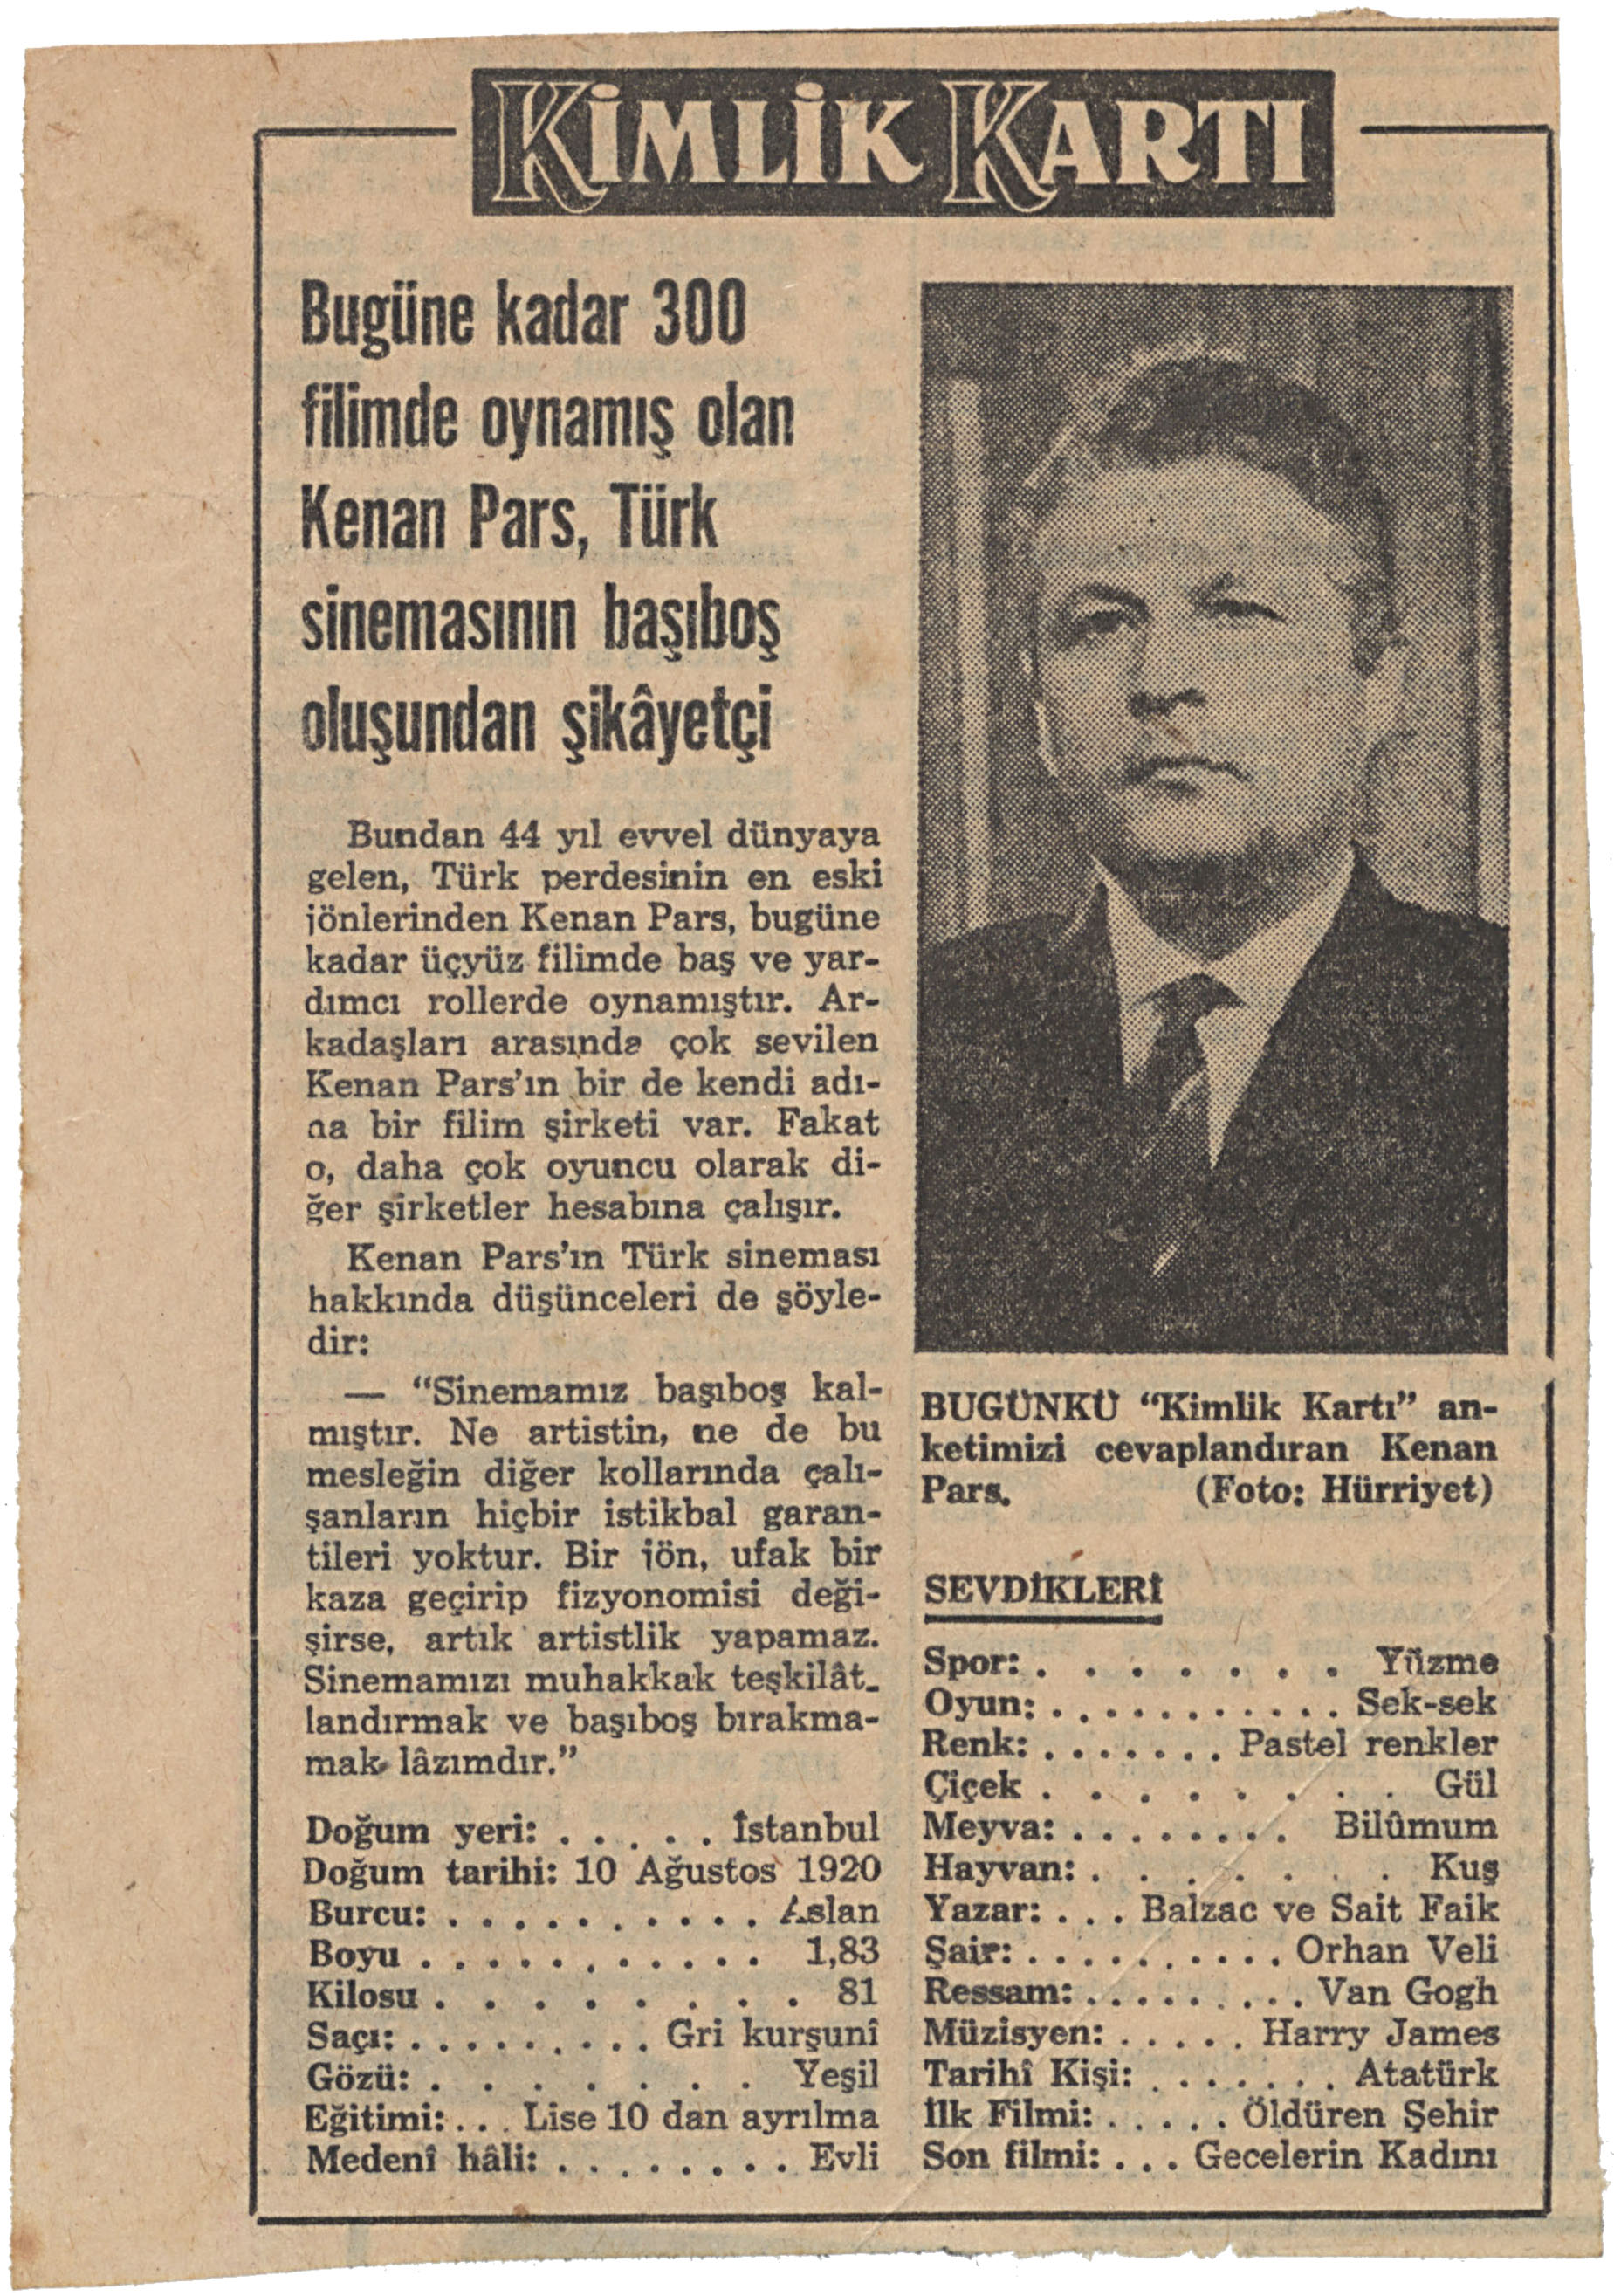 KİMLİK KARTI
Bugüne kadar 300
filimde oynamış olan
Kenan Pars, Türk
sinemasının başıboş
oluşundan şikâyetçi
Bundan 44 yıl evvel dünyaya
gelen, Türk perdesinin en eski
jönlerinden Kenan Pars, bugüne
kadar üçyüz filimde baş ve yar-
dımcı rollerde oynamıştır. Ar-
kadaşları arasında çok sevilen
Kenan Pars'ın bir de kendi adı-
na bir filim şirketi var. Fakat
o, daha çok oyuncu olarak di-
ğer şirketler hesabına çalışır.
Kenan Pars'ın Türk sineması
hakkında düşünceleri de şöyle-
dir:
— "Sinemamız başıboş kal-
mıştır. Ne artistin, ne de bu
mesleğin diğer kollarında çalı-
şanların hiçbir istikbal garan-
tileri yoktur. Bir jön, ufak bir
kaza geçirip fizyonomisi deği-
şirse, artık artistlik yapamaz.
Sinemamızı muhakkak teşkilât-
landırmak ve başıboş bırakma-
mak lâzımdır."
Doğum yeri: . . . . . İstanbul
Doğum tarihi: 10 Ağustos 1920
Burcu: . . . . . . . . . . Aslan
Boyu . . . . . . . . . . . 1,83
Kilosu . . . . . . . . . 81
Saçı: . . . . . . . . . Gri kurşunî
Gözü: . . . . . . . . Yeşil
Eğitimi: . . . Lise 10 dan ayrılma
Medenî hâli: . . . . . . . . Evli
BUGÜNKÜ "Kimlik Kartı" an-
ketimizi cevaplandıran Kenan
Pars. (Foto: Hürriyet)
SEVDİKLERİ
Spor: . . . . . . . . Yüzme
Oyun: . . . . . . . . . . . Sek-sek
Renk: . . . . . . . Pastel renkler
Çiçek . . . . . . . . . Gül
Meyva: . . . . . . . . Bilûmum
Hayvan: . . . . . . . Kuş
Yazar: . . . Balzac ve Sait Faik
Şair: . . . . . . . . . . Orhan Veli
Ressam: . . . . . . . . . Van Gogh
Müzisyen: . . . . . Harry James
Tarihî Kişi: . . . . . . . Atatürk
İlk Filmi: . . . . . Öldüren Şehir
Son filmi: . . . Gecelerin Kadını